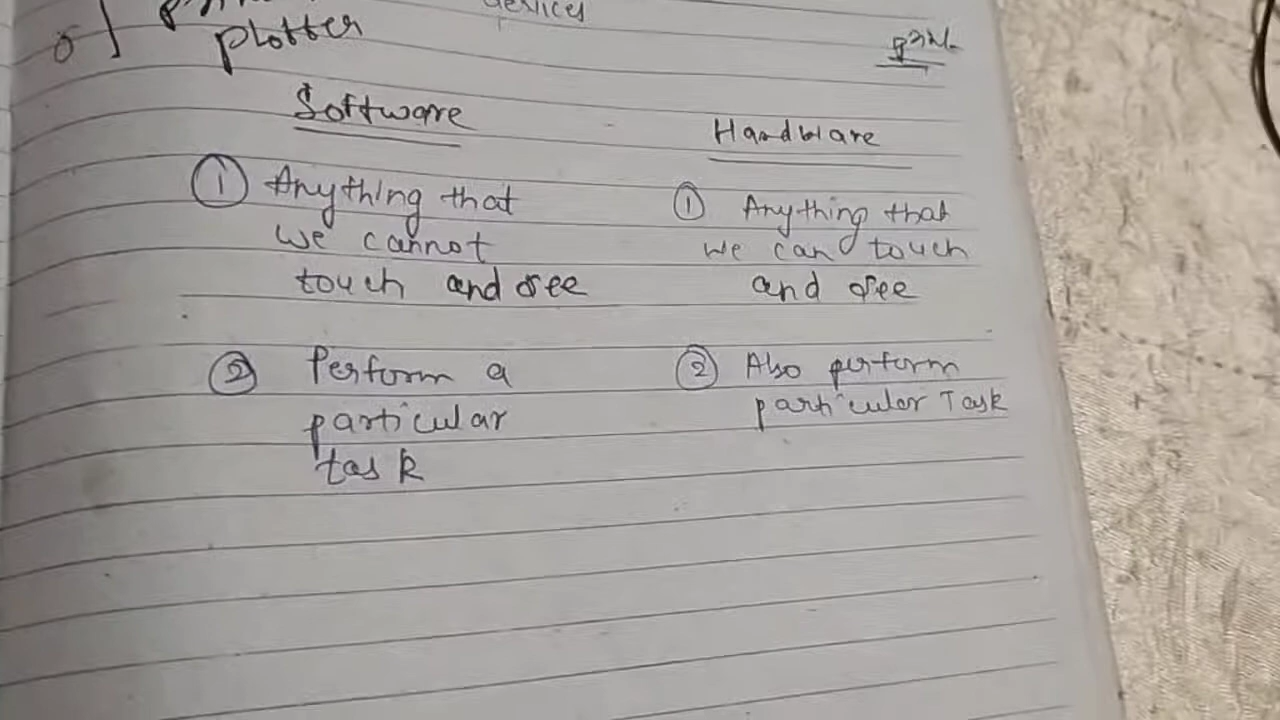 devices
plotter
Software
Hardware
① Anything that
we cannot
touch and see
① Anything that
we can touch
and see
② Perform a
particular
task
② Also perform
particular Task